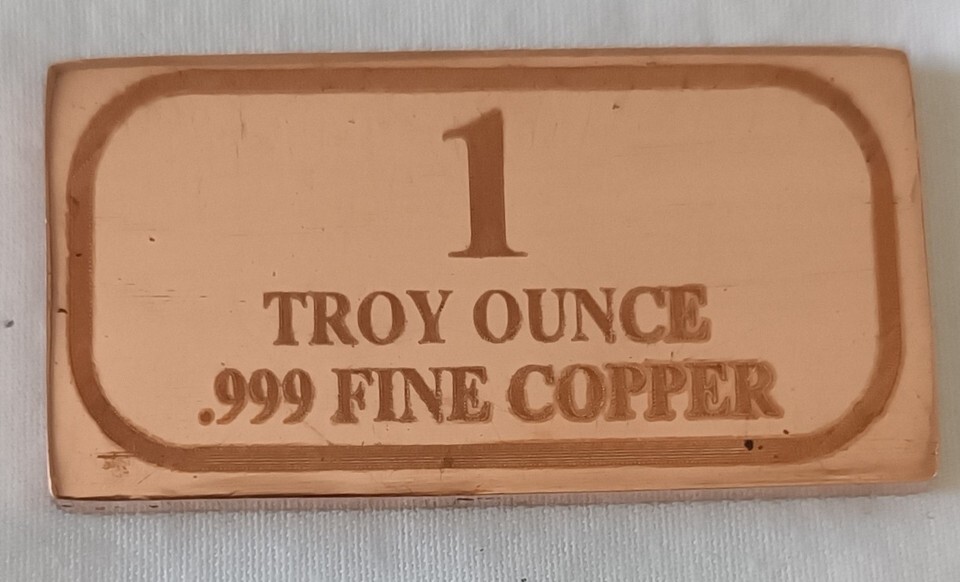 1
TROY OUNCE
.999 FINE COPPER